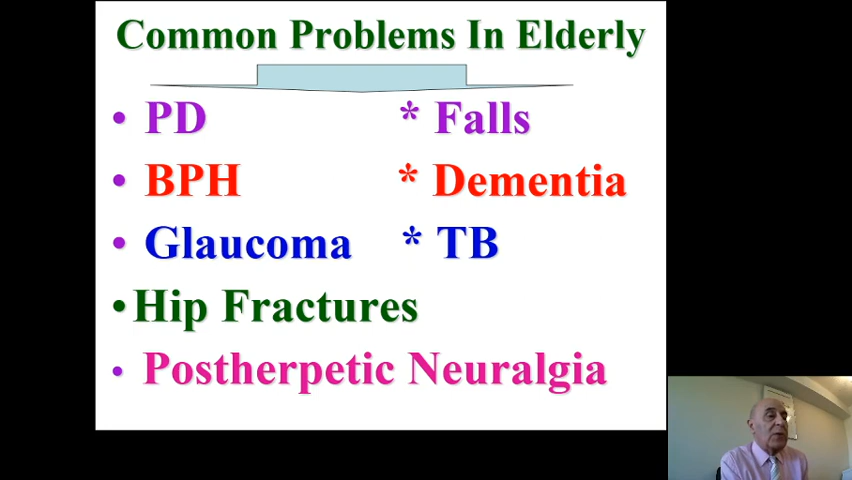 Common Problems In Elderly
• PD * Falls
• BPH * Dementia
• Glaucoma * TB
• Hip Fractures
• Postherpetic Neuralgia